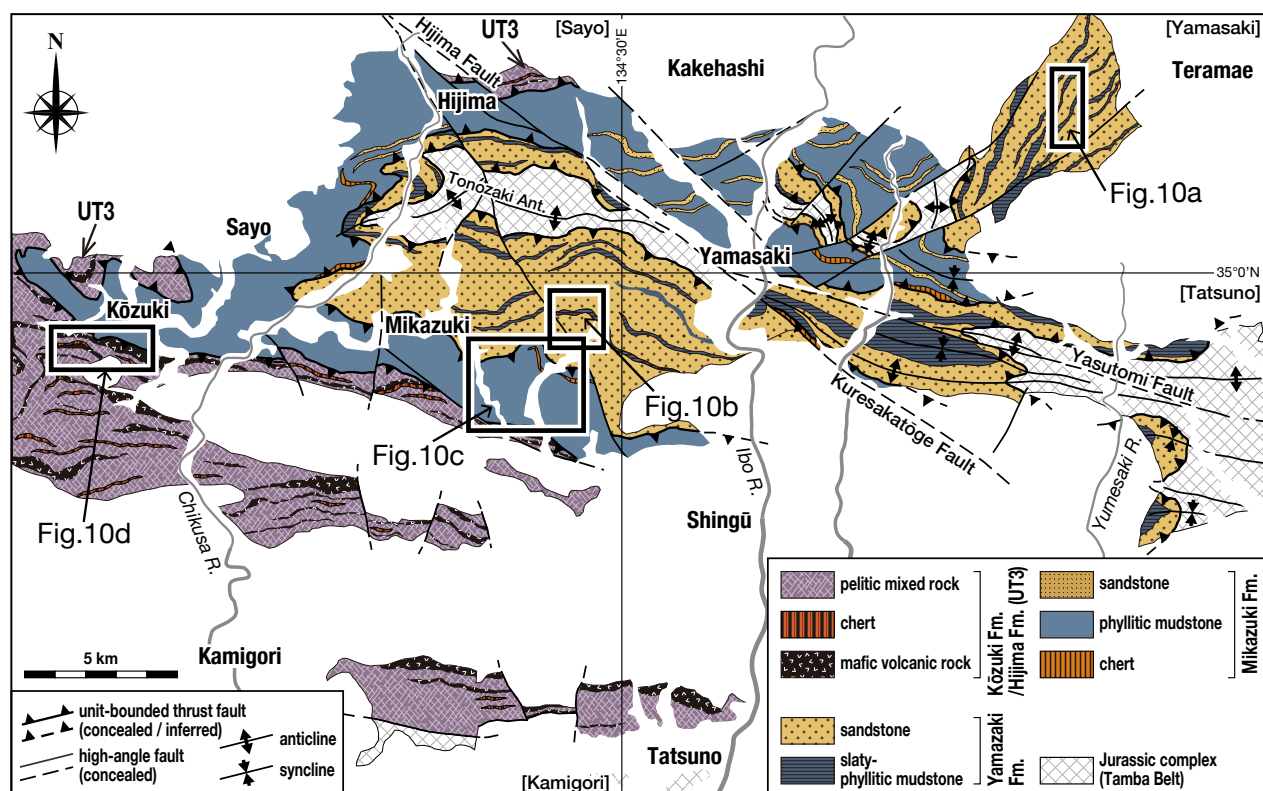 N
UT3
[Sayo]
134°30'E
Kakehashi
[Yamasaki]
Teramae
Hijima Fault
Hijima
Fig.10a
Tonozaki Ant.
UT3
Sayo
Yamasaki
35°0'N
[Tatsuno]
Kōzuki
Mikazuki
Yasutomi Fault
Fig.10b
Kuresakatōge Fault
Fig.10c
Ibo R.
Yumesaki R.
Fig.10d
Chikusa R.
Shingū
Kamigori
5 km
Tatsuno
[Kamigori]
unit-bounded thrust fault
(concealed / inferred)
high-angle fault
(concealed)
anticline
syncline
pelitic mixed rock
chert
mafic volcanic rock
Kōzuki Fm.
/Hijima Fm. (UT3)
sandstone
slaty-
phyllitic mudstone
Yamazaki
Fm.
sandstone
phyllitic mudstone
chert
Mikazuki Fm.
Jurassic complex
(Tamba Belt)